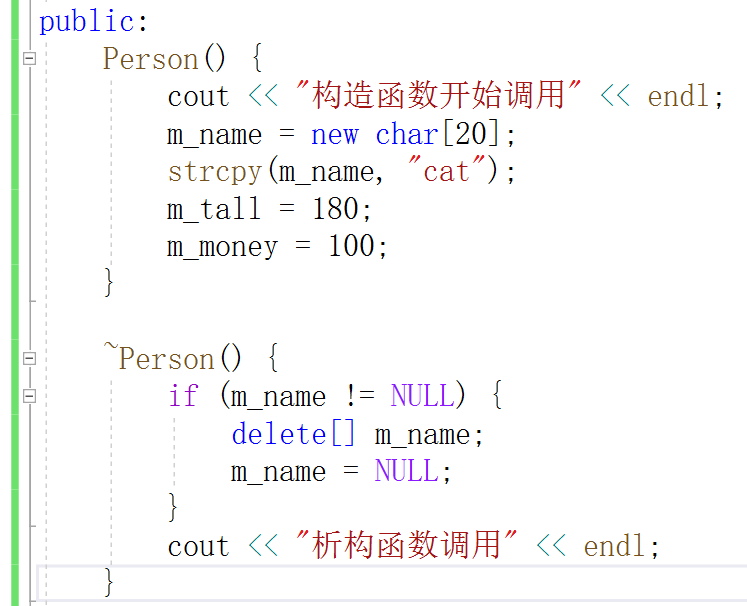 public:
Person() {
cout << "构造函数开始调用" << endl;
m_name = new char[20];
strcpy(m_name, "cat");
m_tall = 180;
m_money = 100;
}
~Person() {
if (m_name != NULL) {
delete[] m_name;
m_name = NULL;
}
cout << "析构函数调用" << endl;
}